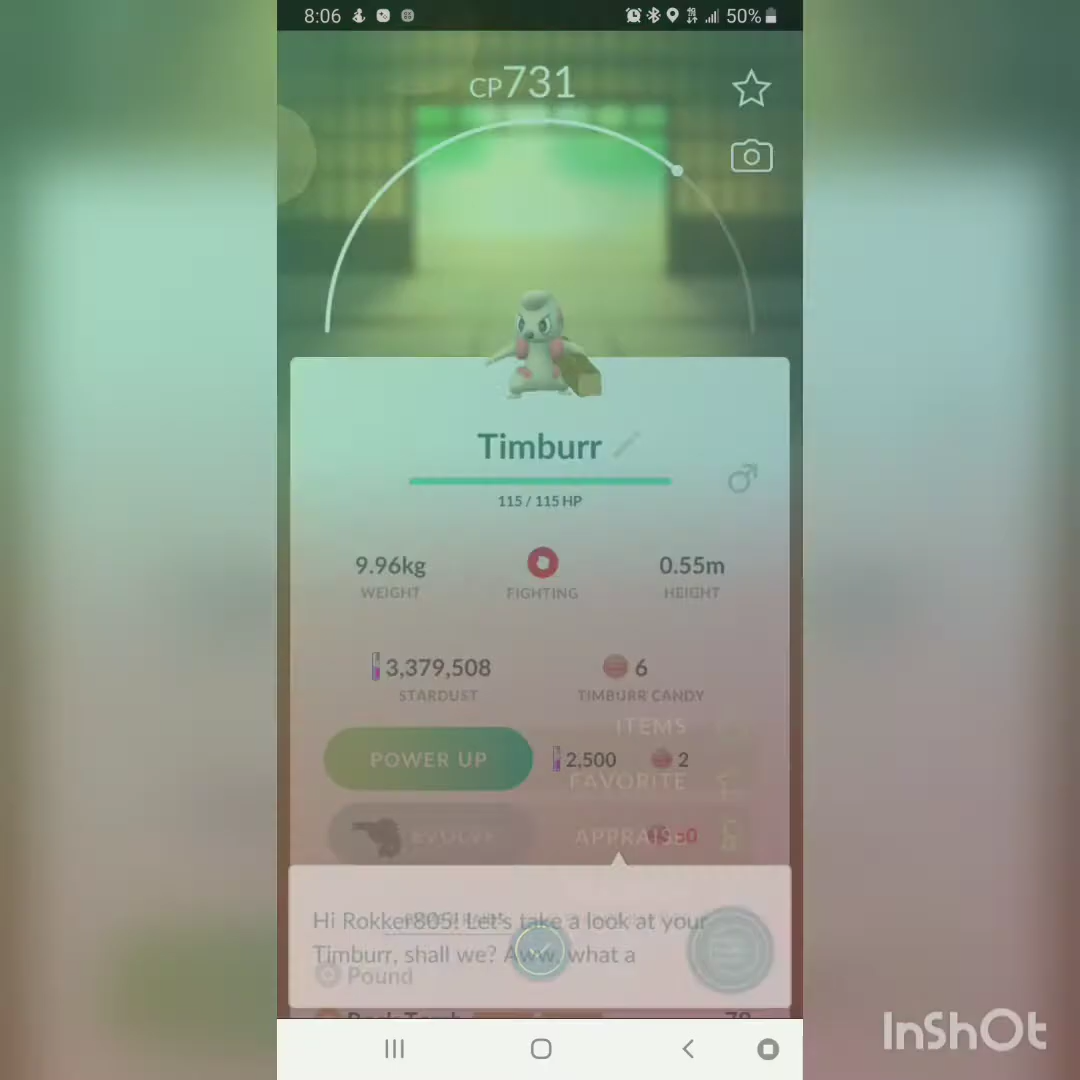 8:06
50%
CP731
Timburr
115 / 115 HP
9.96kg
0.55m
WEIGHT
FIGHTING
HEIGHT
3,379,508
6
STARDUST
TIMBURR CANDY
ITEMS
POWER UP
2,500
2
FAVORITE
EVOLVE
APPRAISE
Hi Rokker805! Let's take a look at your
Timburr, shall we? Aww, what a
Pound
InShOt